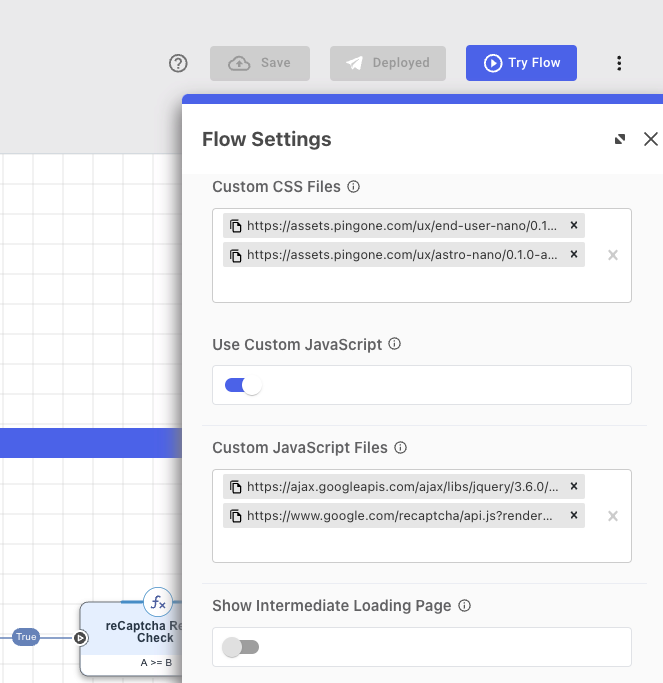 Save
Deployed
Try Flow
Flow Settings
Custom CSS Files
https://assets.pingone.com/ux/end-user-nano/0.1...
https://assets.pingone.com/ux/astro-nano/0.1.0-a...
Use Custom JavaScript
Custom JavaScript Files
https://ajax.googleapis.com/ajax/libs/jquery/3.6.0/...
https://www.google.com/recaptcha/api.js?render...
Show Intermediate Loading Page
True
fx
reCaptcha Re
Check
A >= B